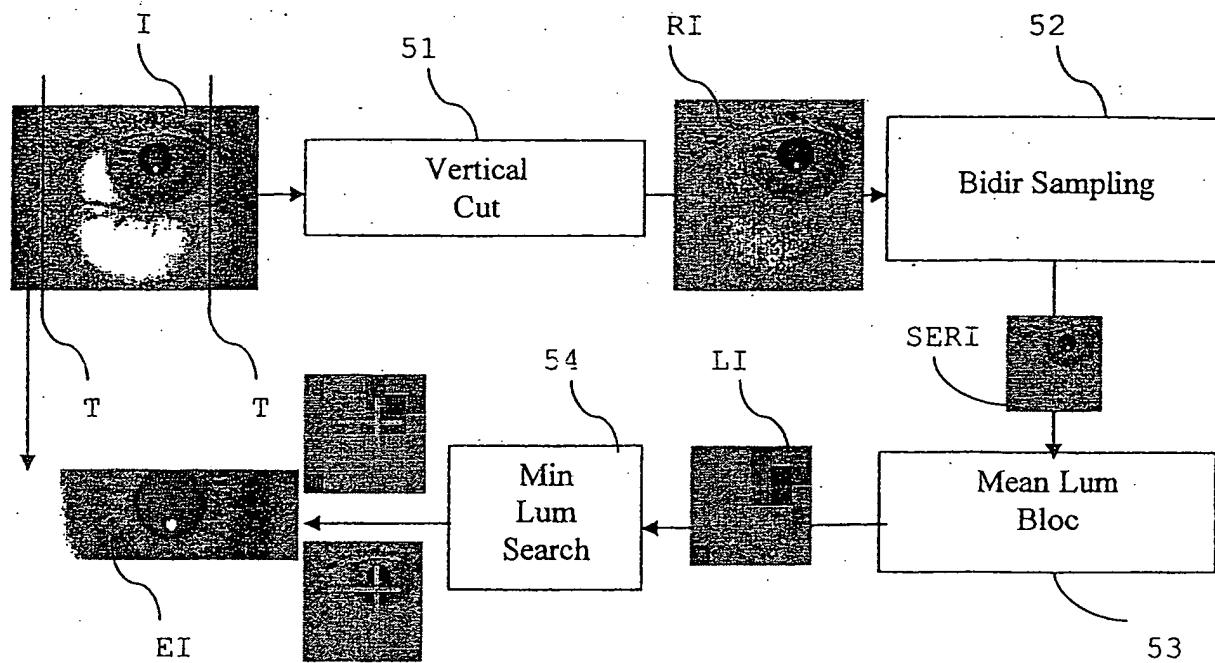 I
51
RI
52
Vertical
Cut
Bidir Sampling
SERI
T
T
54
LI
Min
Lum
Search
Mean Lum
Bloc
EI
53